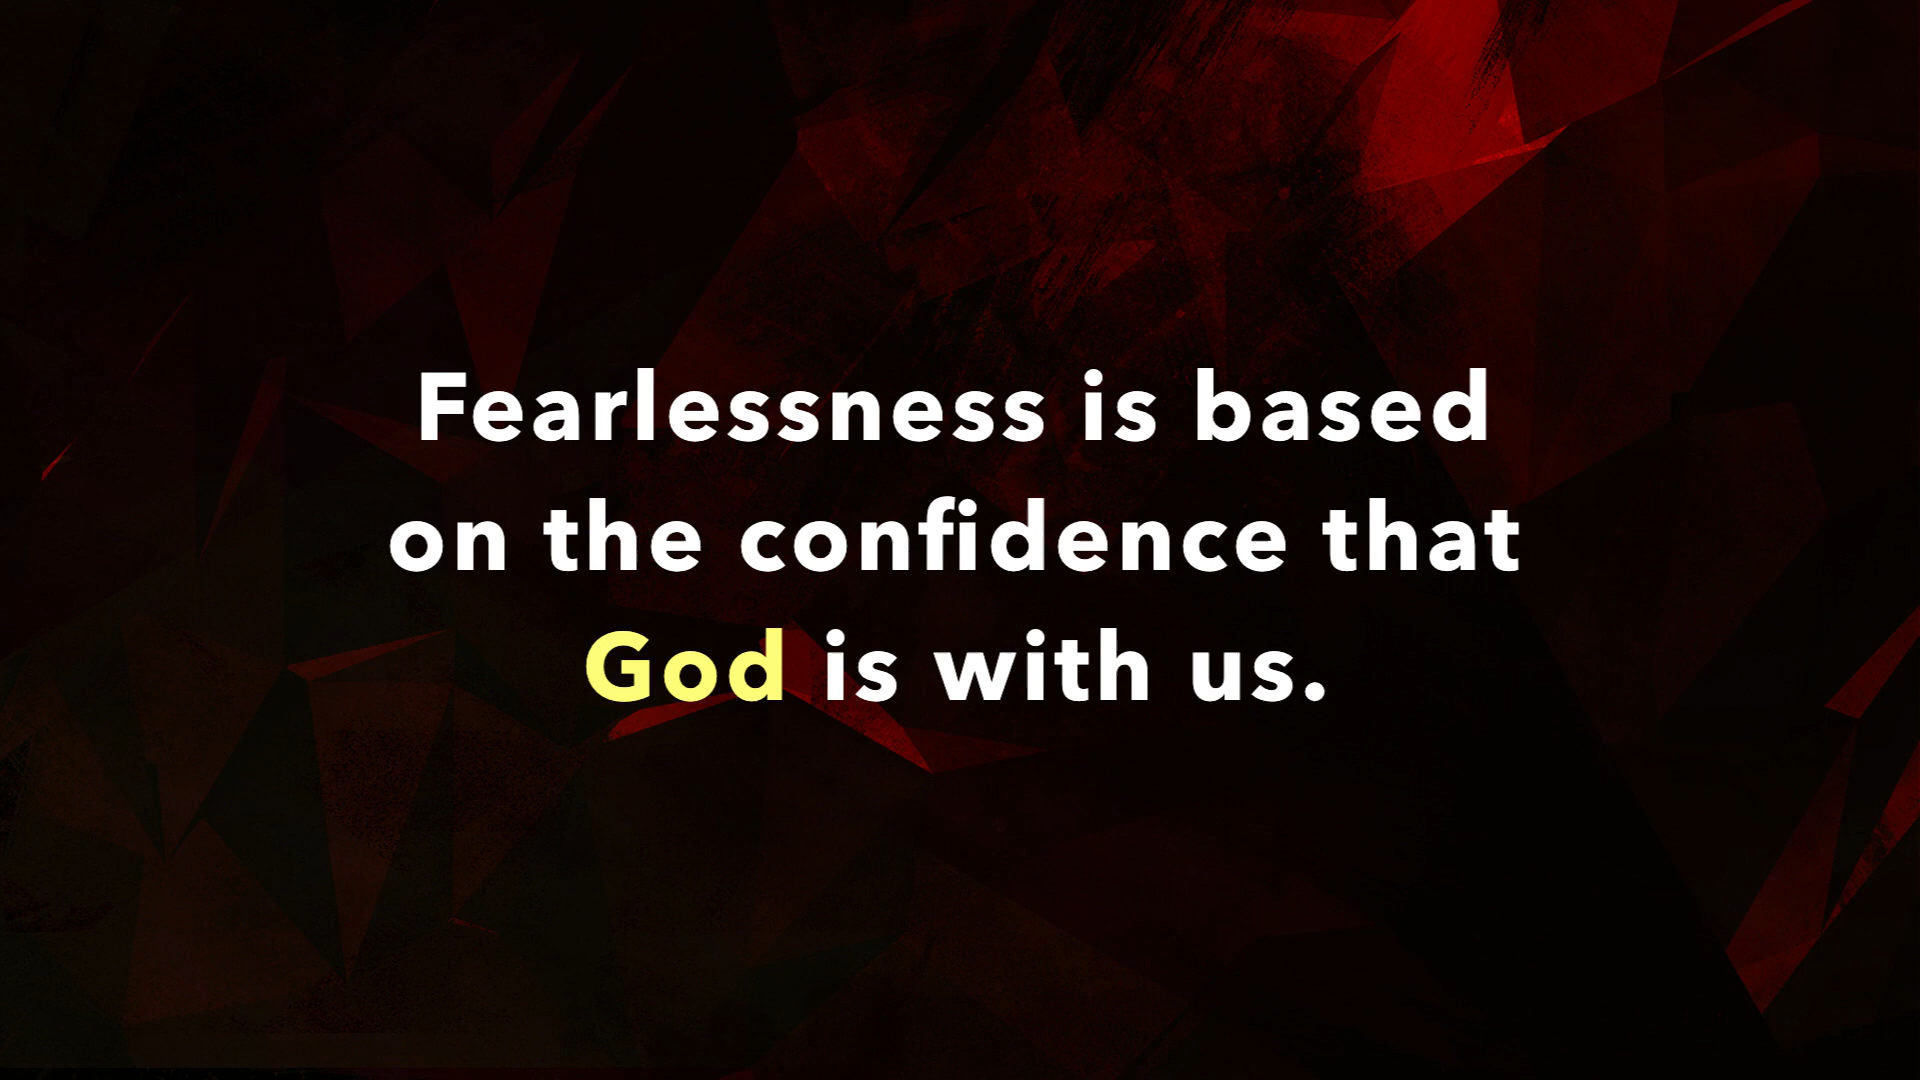 Fearlessness is based
on the confidence that
God is with us.